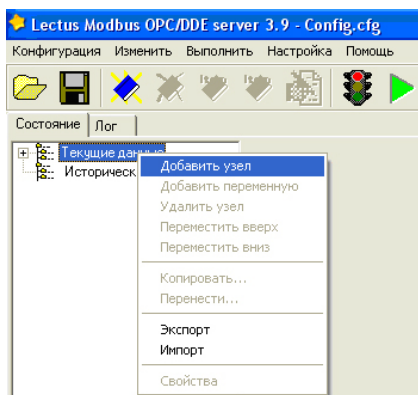 Lectus Modbus OPC/DDE server 3.9 - Config.cfg
Конфигурация Изменить Выполнить Настройка Помощь
Состояние Лог
Текущие данные
Историческ
Добавить узел
Добавить переменную
Удалить узел
Переместить вверх
Переместить вниз
Копировать...
Перенести...
Экспорт
Импорт
Свойства